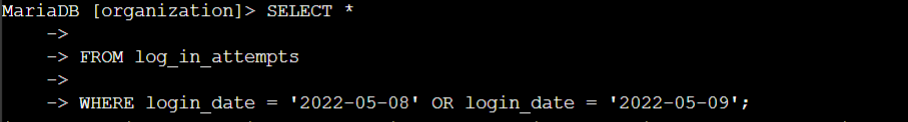 MariaDB [organization]> SELECT *
->
-> FROM log_in_attempts
->
-> WHERE login_date = '2022-05-08' OR login_date = '2022-05-09';